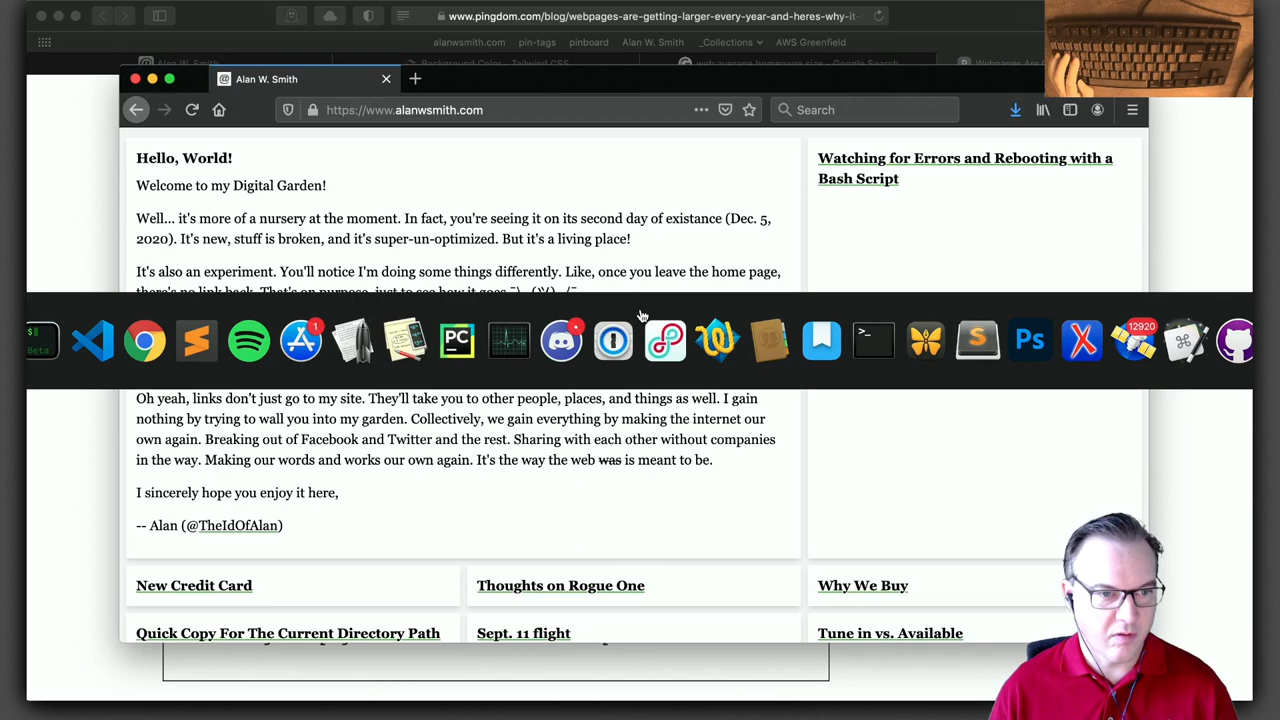 www.pingdom.com/blog/webpages-are-getting-larger-every-year-and-heres-why-it-
alanwsmith.com pin-tags pinboard Alan W. Smith _Collections AWS Greenfield
Alan W. Smith
https://www.alanwsmith.com
Search
Hello, World!
Welcome to my Digital Garden!
Well... it's more of a nursery at the moment. In fact, you're seeing it on its second day of existance (Dec. 5,
2020). It's new, stuff is broken, and it's super-un-optimized. But it's a living place!
It's also an experiment. You'll notice I'm doing some things differently. Like, once you leave the home page,
there's no link back. That's on purpose, just to see how it goes ¯\_(ツ)_/¯
Watching for Errors and Rebooting with a
Bash Script
$
Beta
1
PC
S
Ps
X
12920
>_
Oh yeah, links don't just go to my site. They'll take you to other people, places, and things as well. I gain
nothing by trying to wall you into my garden. Collectively, we gain everything by making the internet our
own again. Breaking out of Facebook and Twitter and the rest. Sharing with each other without companies
in the way. Making our words and works our own again. It's the way the web was is meant to be.
I sincerely hope you enjoy it here,
-- Alan (@TheIdOfAlan)
New Credit Card
Thoughts on Rogue One
Why We Buy
Quick Copy For The Current Directory Path
Sept. 11 flight
Tune in vs. Available